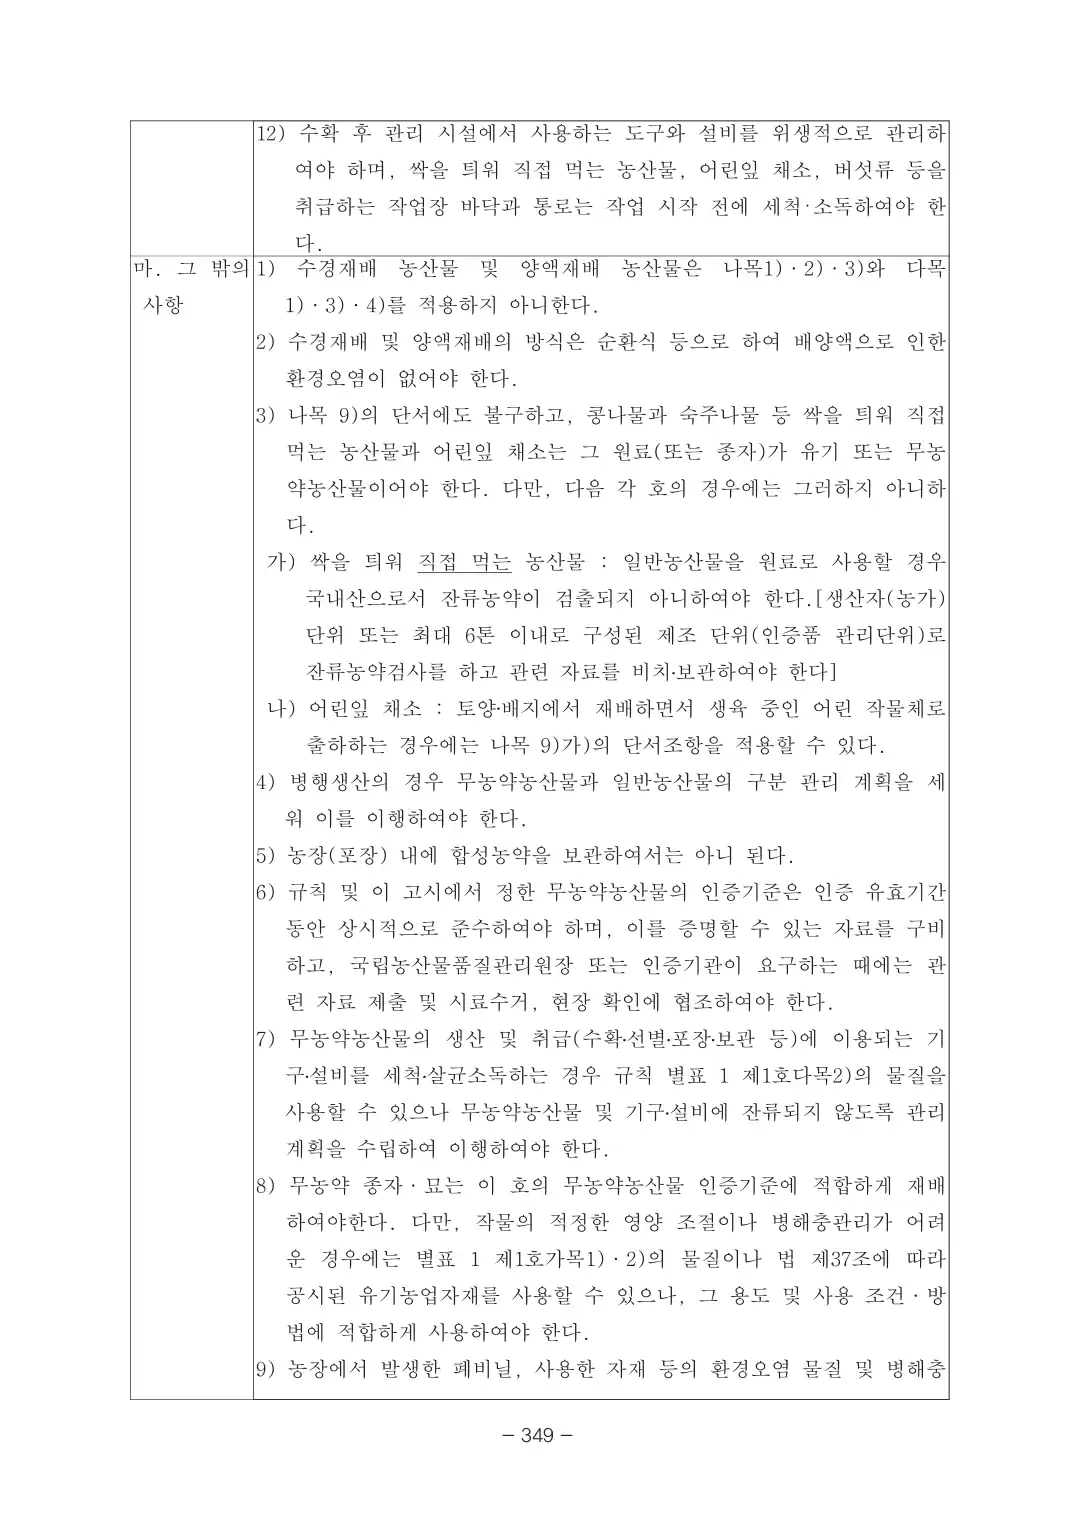 12) 수확 후 관리 시설에서 사용하는 도구와 설비를 위생적으로 관리하
여야 하며, 싹을 틔워 직접 먹는 농산물, 어린잎 채소, 버섯류 등을
취급하는 작업장 바닥과 통로는 작업 시작 전에 세척·소독하여야 한
다.
마. 그 밖의 1) 수경재배 농산물 및 양액재배 농산물은 나목1)·2)·3)와 다목
사항 1)·3)·4)를 적용하지 아니한다.
2) 수경재배 및 양액재배의 방식은 순환식 등으로 하여 배양액으로 인한
환경오염이 없어야 한다.
3) 나목 9)의 단서에도 불구하고, 콩나물과 숙주나물 등 싹을 틔워 직접
먹는 농산물과 어린잎 채소는 그 원료(또는 종자)가 유기 또는 무농
약농산물이어야 한다. 다만, 다음 각 호의 경우에는 그러하지 아니하
다.
가) 싹을 틔워 직접 먹는 농산물 : 일반농산물을 원료로 사용할 경우
국내산으로서 잔류농약이 검출되지 아니하여야 한다.[생산자(농가)
단위 또는 최대 6톤 이내로 구성된 제조 단위(인증품 관리단위)로
잔류농약검사를 하고 관련 자료를 비치·보관하여야 한다]
나) 어린잎 채소 : 토양·배지에서 재배하면서 생육 중인 어린 작물체로
출하하는 경우에는 나목 9)가)의 단서조항을 적용할 수 있다.
4) 병행생산의 경우 무농약농산물과 일반농산물의 구분 관리 계획을 세
워 이를 이행하여야 한다.
5) 농장(포장) 내에 합성농약을 보관하여서는 아니 된다.
6) 규칙 및 이 고시에서 정한 무농약농산물의 인증기준은 인증 유효기간
동안 상시적으로 준수하여야 하며, 이를 증명할 수 있는 자료를 구비
하고, 국립농산물품질관리원장 또는 인증기관이 요구하는 때에는 관
련 자료 제출 및 시료수거, 현장 확인에 협조하여야 한다.
7) 무농약농산물의 생산 및 취급(수확·선별·포장·보관 등)에 이용되는 기
구·설비를 세척·살균소독하는 경우 규칙 별표 1 제1호다목2)의 물질을
사용할 수 있으나 무농약농산물 및 기구·설비에 잔류되지 않도록 관리
계획을 수립하여 이행하여야 한다.
8) 무농약 종자·묘는 이 호의 무농약농산물 인증기준에 적합하게 재배
하여야한다. 다만, 작물의 적정한 영양 조절이나 병해충관리가 어려
운 경우에는 별표 1 제1호가목1)·2)의 물질이나 법 제37조에 따라
공시된 유기농업자재를 사용할 수 있으나, 그 용도 및 사용 조건·방
법에 적합하게 사용하여야 한다.
9) 농장에서 발생한 폐비닐, 사용한 자재 등의 환경오염 물질 및 병해충
- 349 -